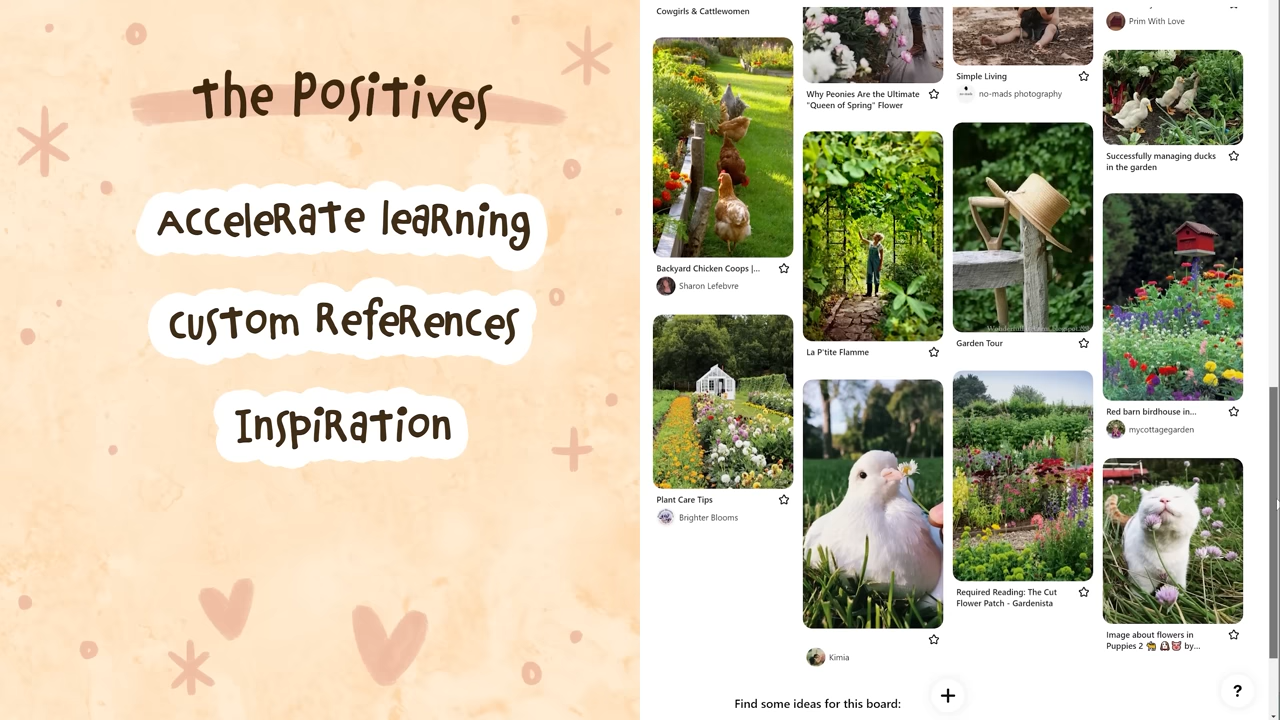 the Positives
Accelerate learning
custom References
Inspiration
Cowgirls & Cattlewomen
Backyard Chicken Coops |...
Sharon Lefebvre
Plant Care Tips
Brighter Blooms
Why Peonies Are the Ultimate
"Queen of Spring" Flower
La P'tite Flamme
Kimia
Simple Living
no-mads photography
Garden Tour
Required Reading: The Cut
Flower Patch - Gardenista
Prim With Love
Successfully managing ducks
in the garden
Red barn birdhouse in...
mycottagegarden
Image about flowers in
Puppies 2 🐕 🐰 🐷 by...
Find some ideas for this board:
+
?